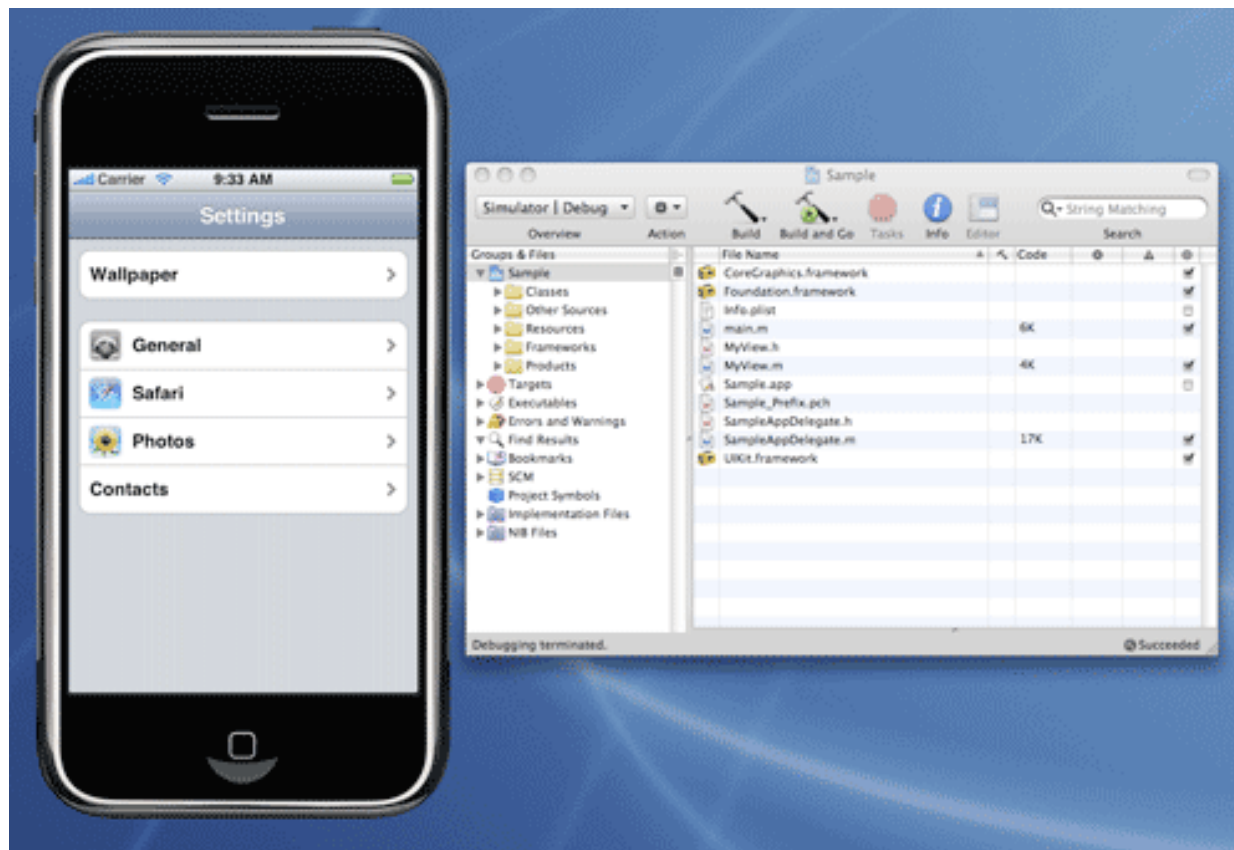 Carrier 9:33 AM
Settings
Wallpaper
General
Safari
Photos
Contacts
Sample
Simulator | Debug
String Matching
Overview Action Build Build and Go Tasks Info Editor Search
Groups & Files
Sample
Classes
Other Sources
Resources
Frameworks
Products
Targets
Executables
Errors and Warnings
Find Results
Bookmarks
SCM
Project Symbols
Implementation Files
NIB Files
File Name Code
CoreGraphics.framework
Foundation.framework
Info.plist
main.m 6K
MyView.h
MyView.m 4K
Sample.app
Sample_Prefix.pch
SampleAppDelegate.h
SampleAppDelegate.m 17K
UIKit.framework
Debugging terminated. Succeeded